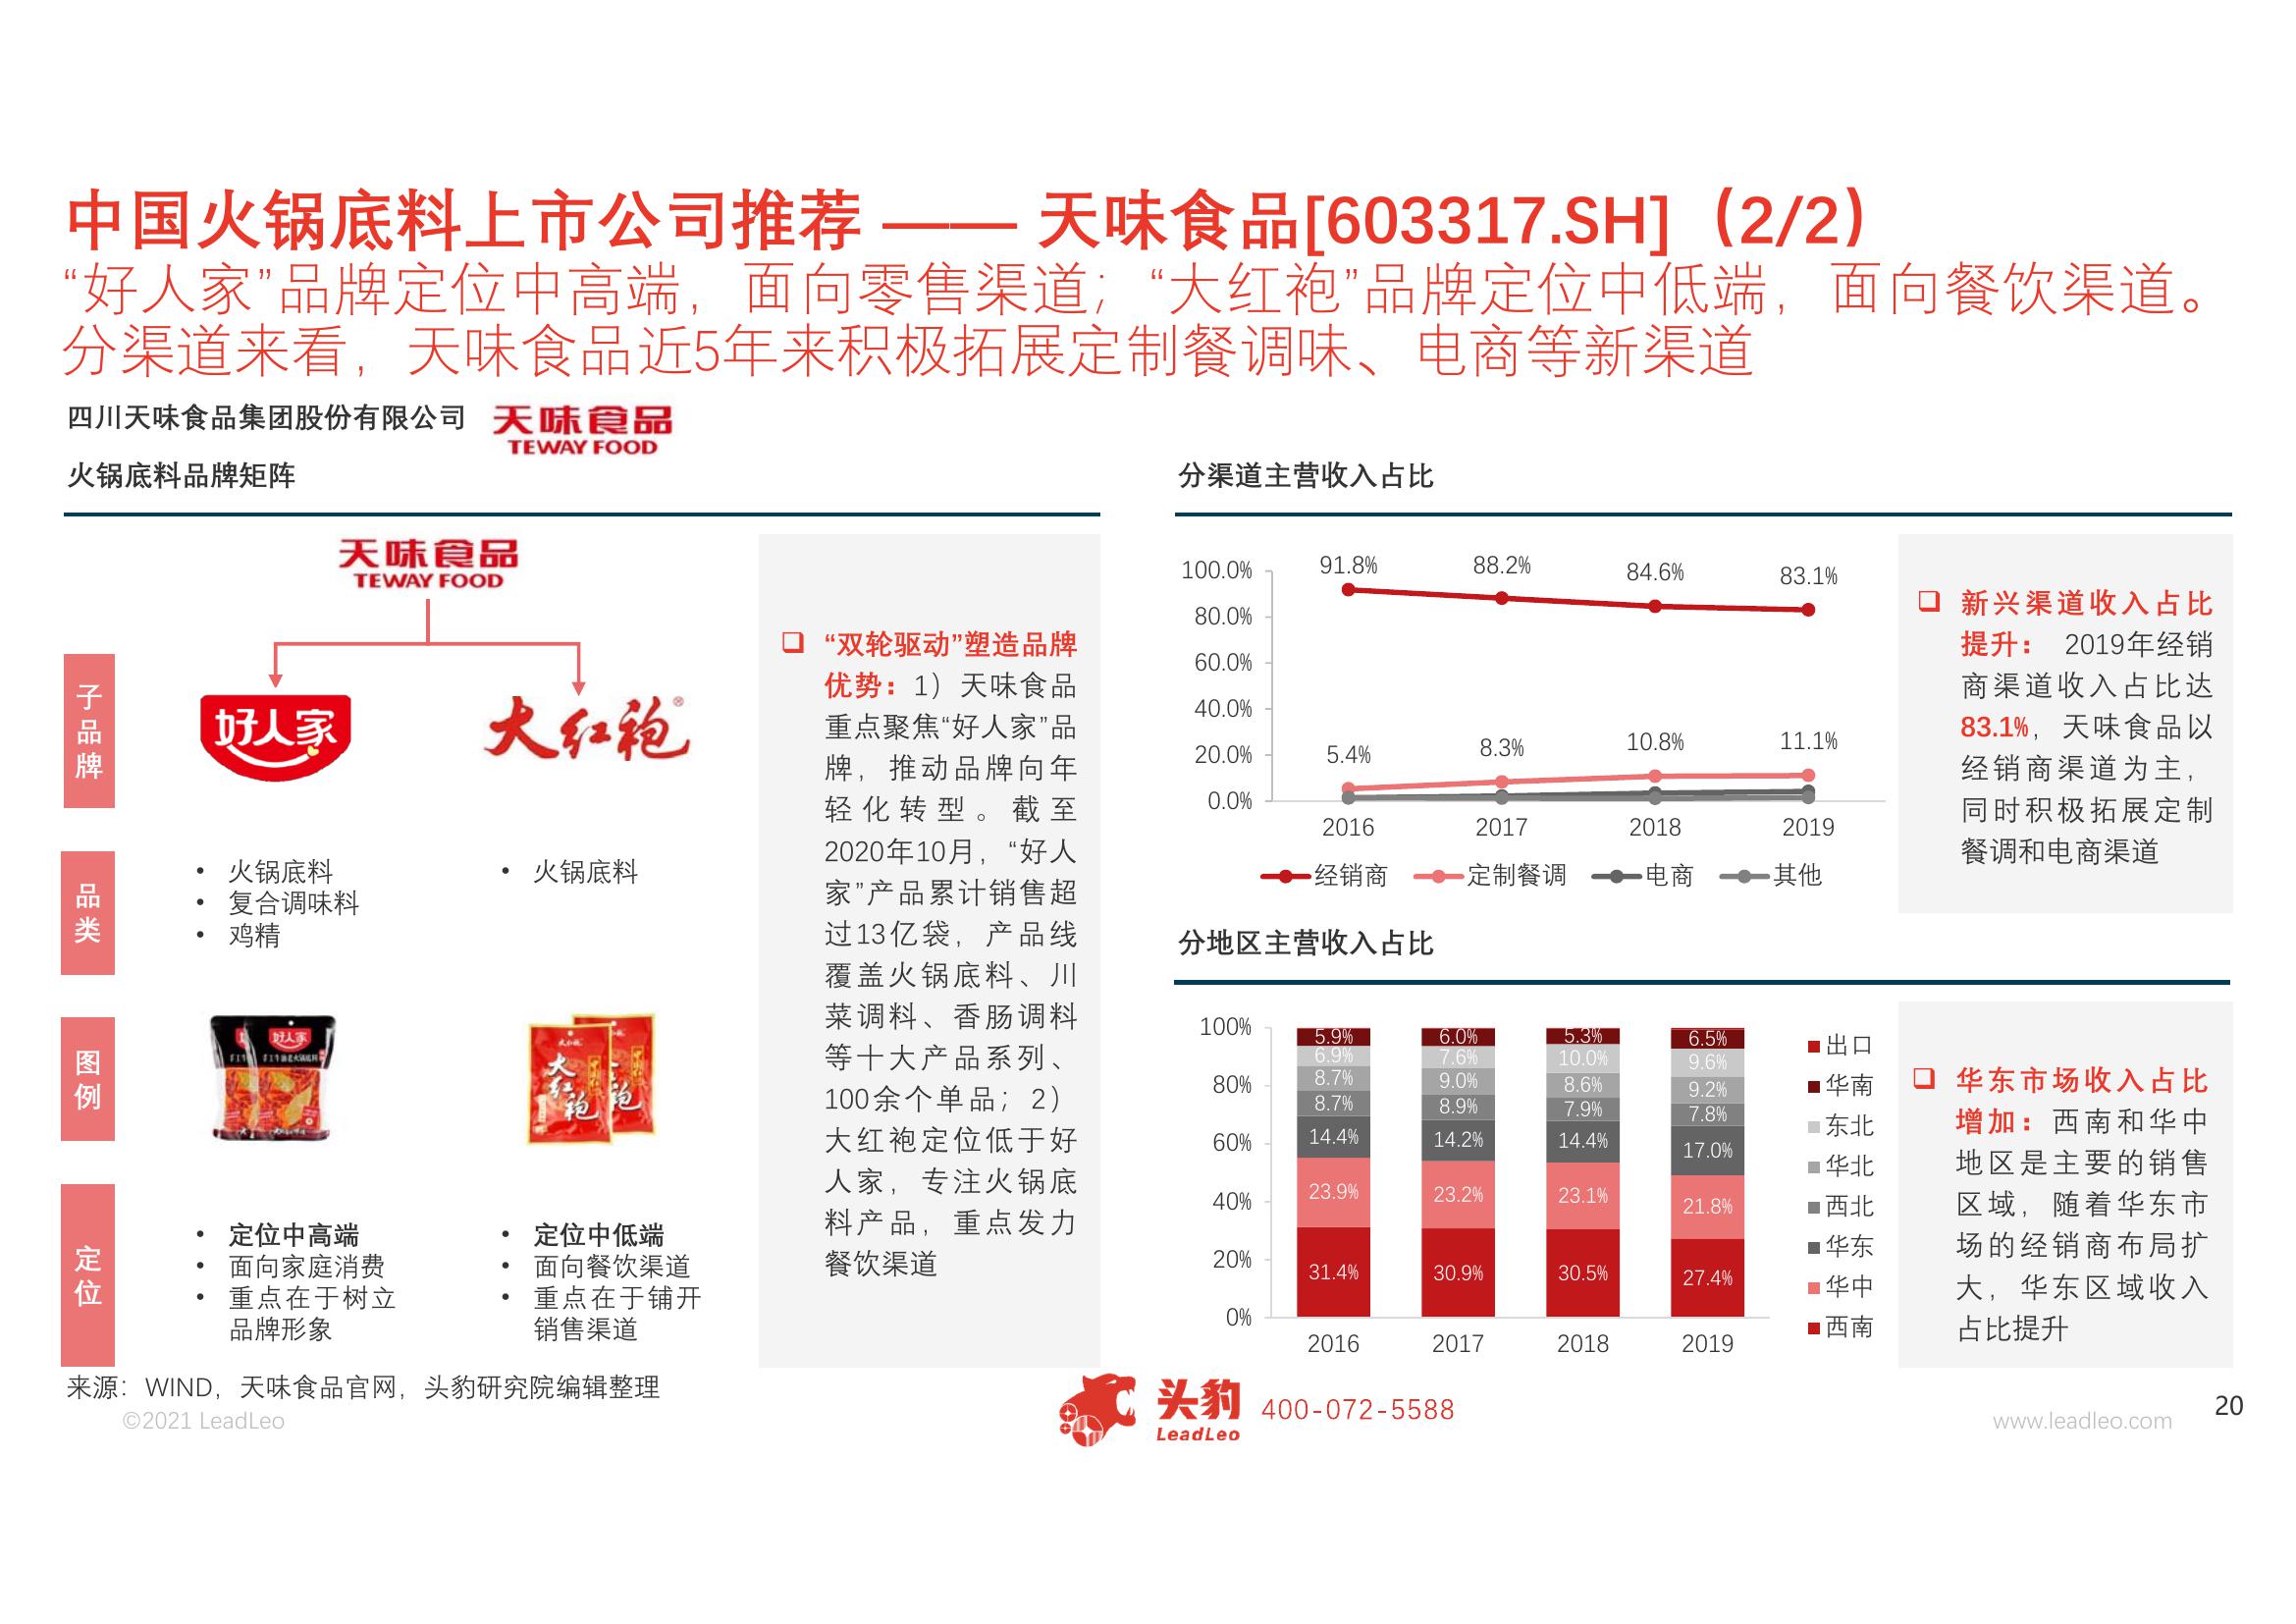 中国火锅底料上市公司推荐 —— 天味食品[603317.SH]（2/2）
“好人家”品牌定位中高端，面向零售渠道；“大红袍”品牌定位中低端，面向餐饮渠道。
分渠道来看，天味食品近5年来积极拓展定制餐调味、电商等新渠道
四川天味食品集团股份有限公司
天味食品
TEWAY FOOD
火锅底料品牌矩阵
天味食品
TEWAY FOOD
子品牌
好人家
大红袍®
品类
• 火锅底料
• 复合调味料
• 鸡精
• 火锅底料
图例
好人家
大红袍
定位
• 定位中高端
• 面向家庭消费
• 重点在于树立
品牌形象
• 定位中低端
• 面向餐饮渠道
• 重点在于铺开
销售渠道
❑ “双轮驱动”塑造品牌
优势：1）天味食品
重点聚焦“好人家”品
牌，推动品牌向年
轻化转型。截至
2020年10月，“好人
家”产品累计销售超
过13亿袋，产品线
覆盖火锅底料、川
菜调料、香肠调料
等十大产品系列、
100余个单品；2）
大红袍定位低于好
人家，专注火锅底
料产品，重点发力
餐饮渠道
分渠道主营收入占比
100.0%
80.0%
60.0%
40.0%
20.0%
0.0%
91.8% 88.2% 84.6% 83.1%
5.4% 8.3% 10.8% 11.1%
2016 2017 2018 2019
经销商 定制餐调 电商 其他
❑ 新兴渠道收入占比
提升： 2019年经销
商渠道收入占比达
83.1%，天味食品以
经销商渠道为主，
同时积极拓展定制
餐调和电商渠道
分地区主营收入占比
100%
80%
60%
40%
20%
0%
5.9% 6.0% 5.3% 6.5%
6.9% 7.6% 10.0% 9.6%
8.7% 9.0% 8.6% 9.2%
8.7% 8.9% 7.9% 7.8%
14.4% 14.2% 14.4% 17.0%
23.9% 23.2% 23.1% 21.8%
31.4% 30.9% 30.5% 27.4%
2016 2017 2018 2019
出口
华南
东北
华北
西北
华东
华中
西南
❑ 华东市场收入占比
增加：西南和华中
地区是主要的销售
区域，随着华东市
场的经销商布局扩
大，华东区域收入
占比提升
来源：WIND，天味食品官网，头豹研究院编辑整理
©2021 LeadLeo
头豹
LeadLeo
400-072-5588
www.leadleo.com
20